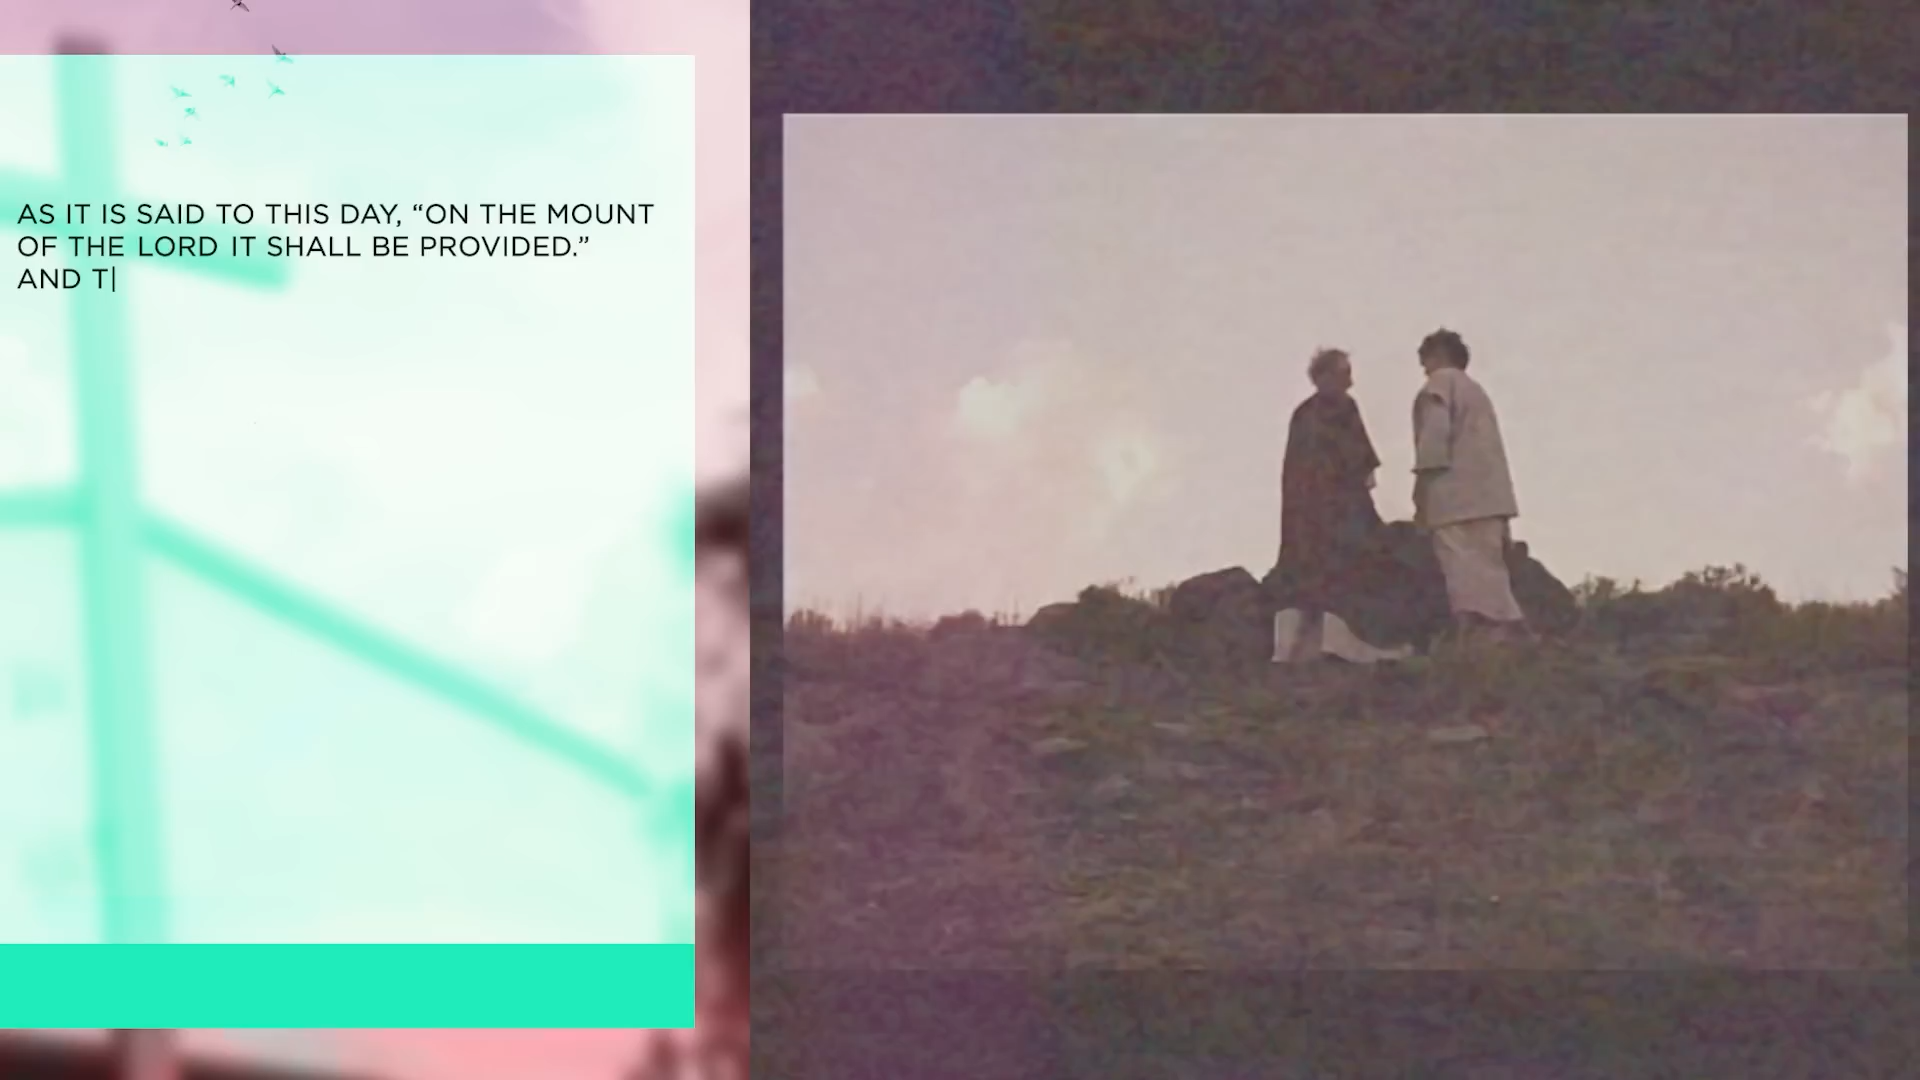 AS IT IS SAID TO THIS DAY, “ON THE MOUNT
OF THE LORD IT SHALL BE PROVIDED.”
AND T|